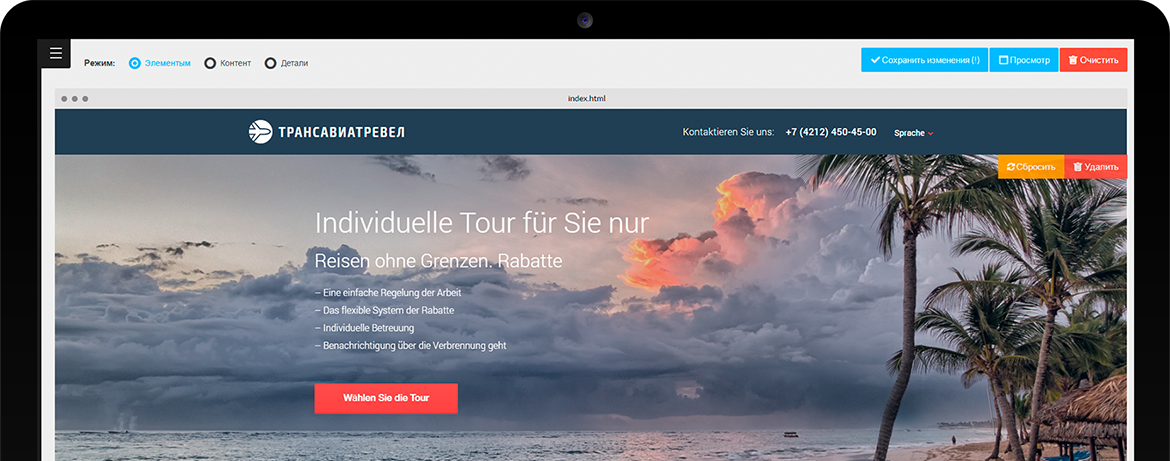 Режим: Элементым Контент Детали Сохранить изменения (!) Просмотр Очистить
index.html
ТРАНСАВИАТРЕВЕЛ Kontaktieren Sie uns: +7 (4212) 450-45-00 Sprache
Сбросить Удалить
Individuelle Tour für Sie nur
Reisen ohne Grenzen. Rabatte
– Eine einfache Regelung der Arbeit
– Das flexible System der Rabatte
– Individuelle Betreuung
– Benachrichtigung über die Verbrennung geht
Wählen Sie die Tour